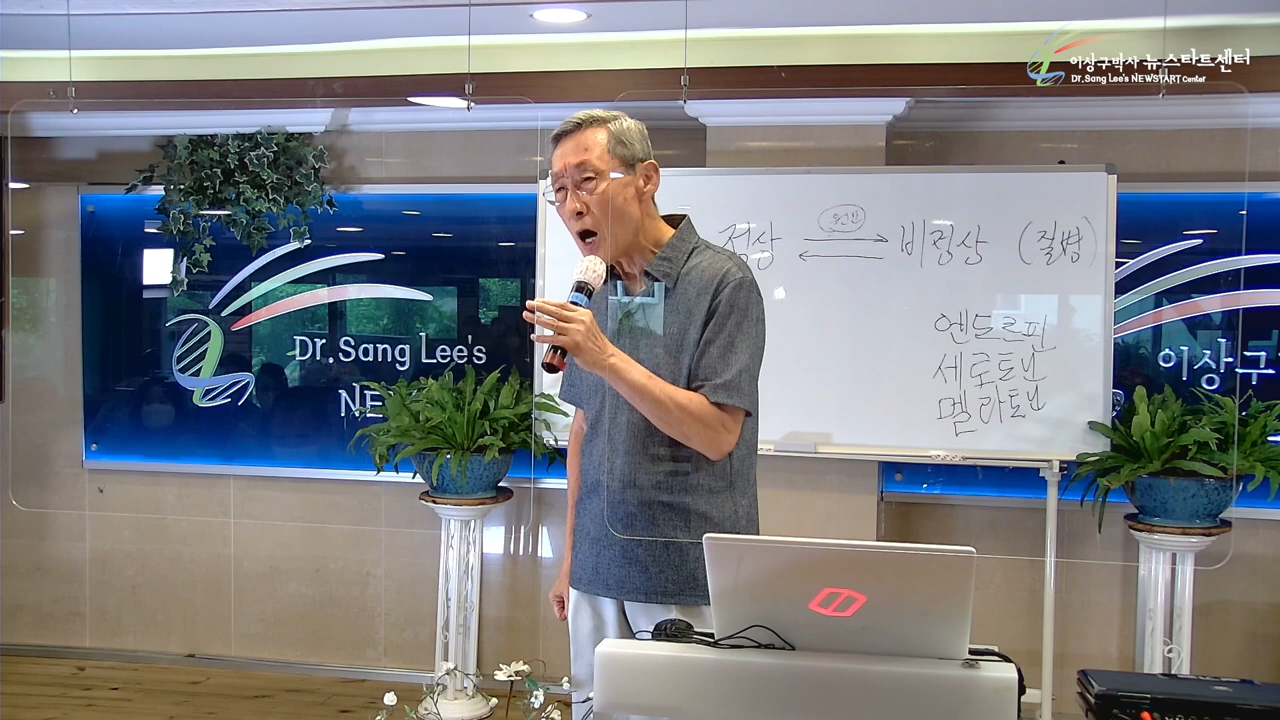 이상구박사 뉴스타트센터
Dr. Sang Lee's NEWSTART Center
정상 원인 비정상 (질병)
엔도르핀
세로토닌
멜라토닌
Dr.Sang Lee's
NE
이상구